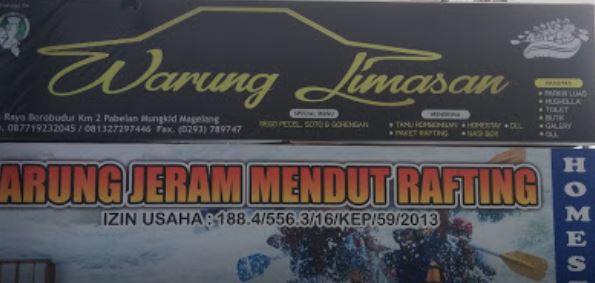 Warung Limasan
Raya Borobudur Km 2 Pabelan Mungkid Magelang
087719232045 / 081327297446 Fax. (0293) 789747
SPECIAL MENU
SEGO PECEL, SOTO & GORENGAN
MENERIMA
• TAMU ROMBONGAN • HOMESTAY • DLL
• PAKET RAFTING • NASI BOX
FASILITAS
• PARKIR LUAS
• MUSHOLLA
• TOILET
• BUTIK
• GALERY
• DLL
ARUNG JERAM MENDUT RAFTING
IZIN USAHA : 188.4/556.3/16/KEP/59/2013
HOMES